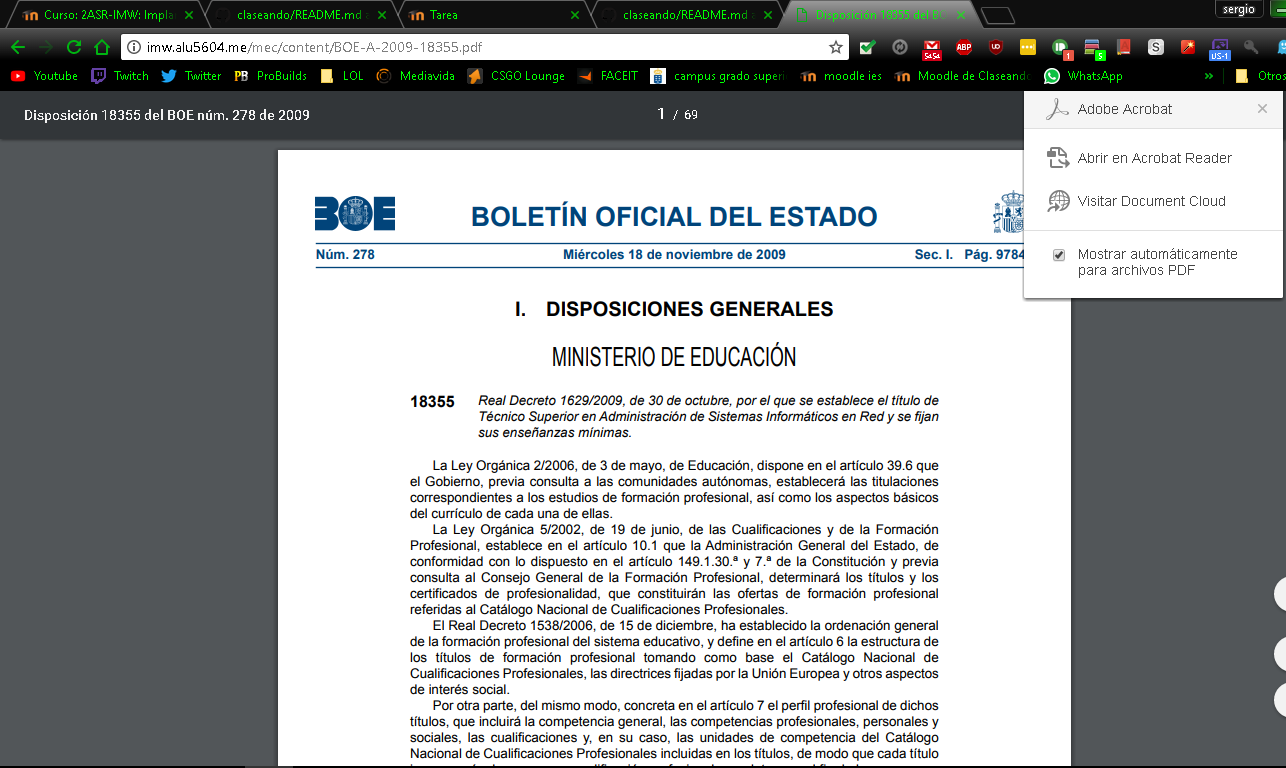 Curso: 2ASR-IMW: Impla
claseando/README.md
Tarea
claseando/README.md
Disposición 18355 del BO
sergio
imw.alu5604.me/mec/content/BOE-A-2009-18355.pdf
SaSa ABP 1 5 S US-1
Youtube Twitch Twitter PB ProBuilds LOL Mediavida CSGO Lounge FACEIT campus grado superi moodle ies Moodle de Claseando WhatsApp » Otros
Disposición 18355 del BOE núm. 278 de 2009
1 / 69
Adobe Acrobat
Abrir en Acrobat Reader
Visitar Document Cloud
Mostrar automáticamente
para archivos PDF
BOE
BOLETÍN OFICIAL DEL ESTADO
Núm. 278 Miércoles 18 de noviembre de 2009 Sec. I. Pág. 9784
I. DISPOSICIONES GENERALES
MINISTERIO DE EDUCACIÓN
18355 Real Decreto 1629/2009, de 30 de octubre, por el que se establece el título de
Técnico Superior en Administración de Sistemas Informáticos en Red y se fijan
sus enseñanzas mínimas.
La Ley Orgánica 2/2006, de 3 de mayo, de Educación, dispone en el artículo 39.6 que
el Gobierno, previa consulta a las comunidades autónomas, establecerá las titulaciones
correspondientes a los estudios de formación profesional, así como los aspectos básicos
del currículo de cada una de ellas.
La Ley Orgánica 5/2002, de 19 de junio, de las Cualificaciones y de la Formación
Profesional, establece en el artículo 10.1 que la Administración General del Estado, de
conformidad con lo dispuesto en el artículo 149.1.30.ª y 7.ª de la Constitución y previa
consulta al Consejo General de la Formación Profesional, determinará los títulos y los
certificados de profesionalidad, que constituirán las ofertas de formación profesional
referidas al Catálogo Nacional de Cualificaciones Profesionales.
El Real Decreto 1538/2006, de 15 de diciembre, ha establecido la ordenación general
de la formación profesional del sistema educativo, y define en el artículo 6 la estructura de
los títulos de formación profesional tomando como base el Catálogo Nacional de
Cualificaciones Profesionales, las directrices fijadas por la Unión Europea y otros aspectos
de interés social.
Por otra parte, del mismo modo, concreta en el artículo 7 el perfil profesional de dichos
títulos, que incluirá la competencia general, las competencias profesionales, personales y
sociales, las cualificaciones y, en su caso, las unidades de competencia del Catálogo
Nacional de Cualificaciones Profesionales incluidas en los títulos, de modo que cada título